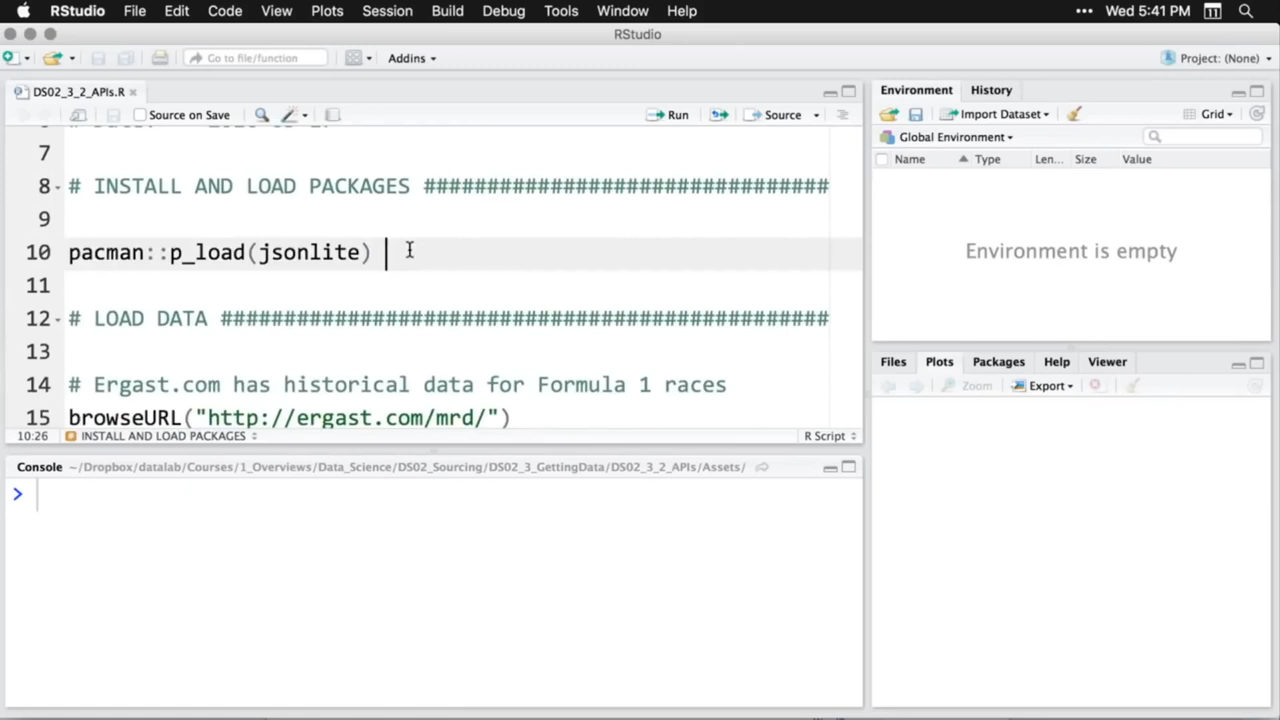 RStudio File Edit Code View Plots Session Build Debug Tools Window Help ••• Wed 5:41 PM 11
RStudio
Go to file/function Addins Project: (None)
DS02_3_2_APIs.R
Source on Save Run Source
7
8 # INSTALL AND LOAD PACKAGES ################################
9
10 pacman::p_load(jsonlite)
11
12 # LOAD DATA ################################################
13
14 # Ergast.com has historical data for Formula 1 races
15 browseURL("http://ergast.com/mrd/")
10:26 INSTALL AND LOAD PACKAGES R Script
Console ~/Dropbox/datalab/Courses/1_Overviews/Data_Science/DS02_Sourcing/DS02_3_GettingData/DS02_3_2_APIs/Assets/
>
Environment History
Import Dataset Grid
Global Environment
Name Type Len... Size Value
Environment is empty
Files Plots Packages Help Viewer
Zoom Export